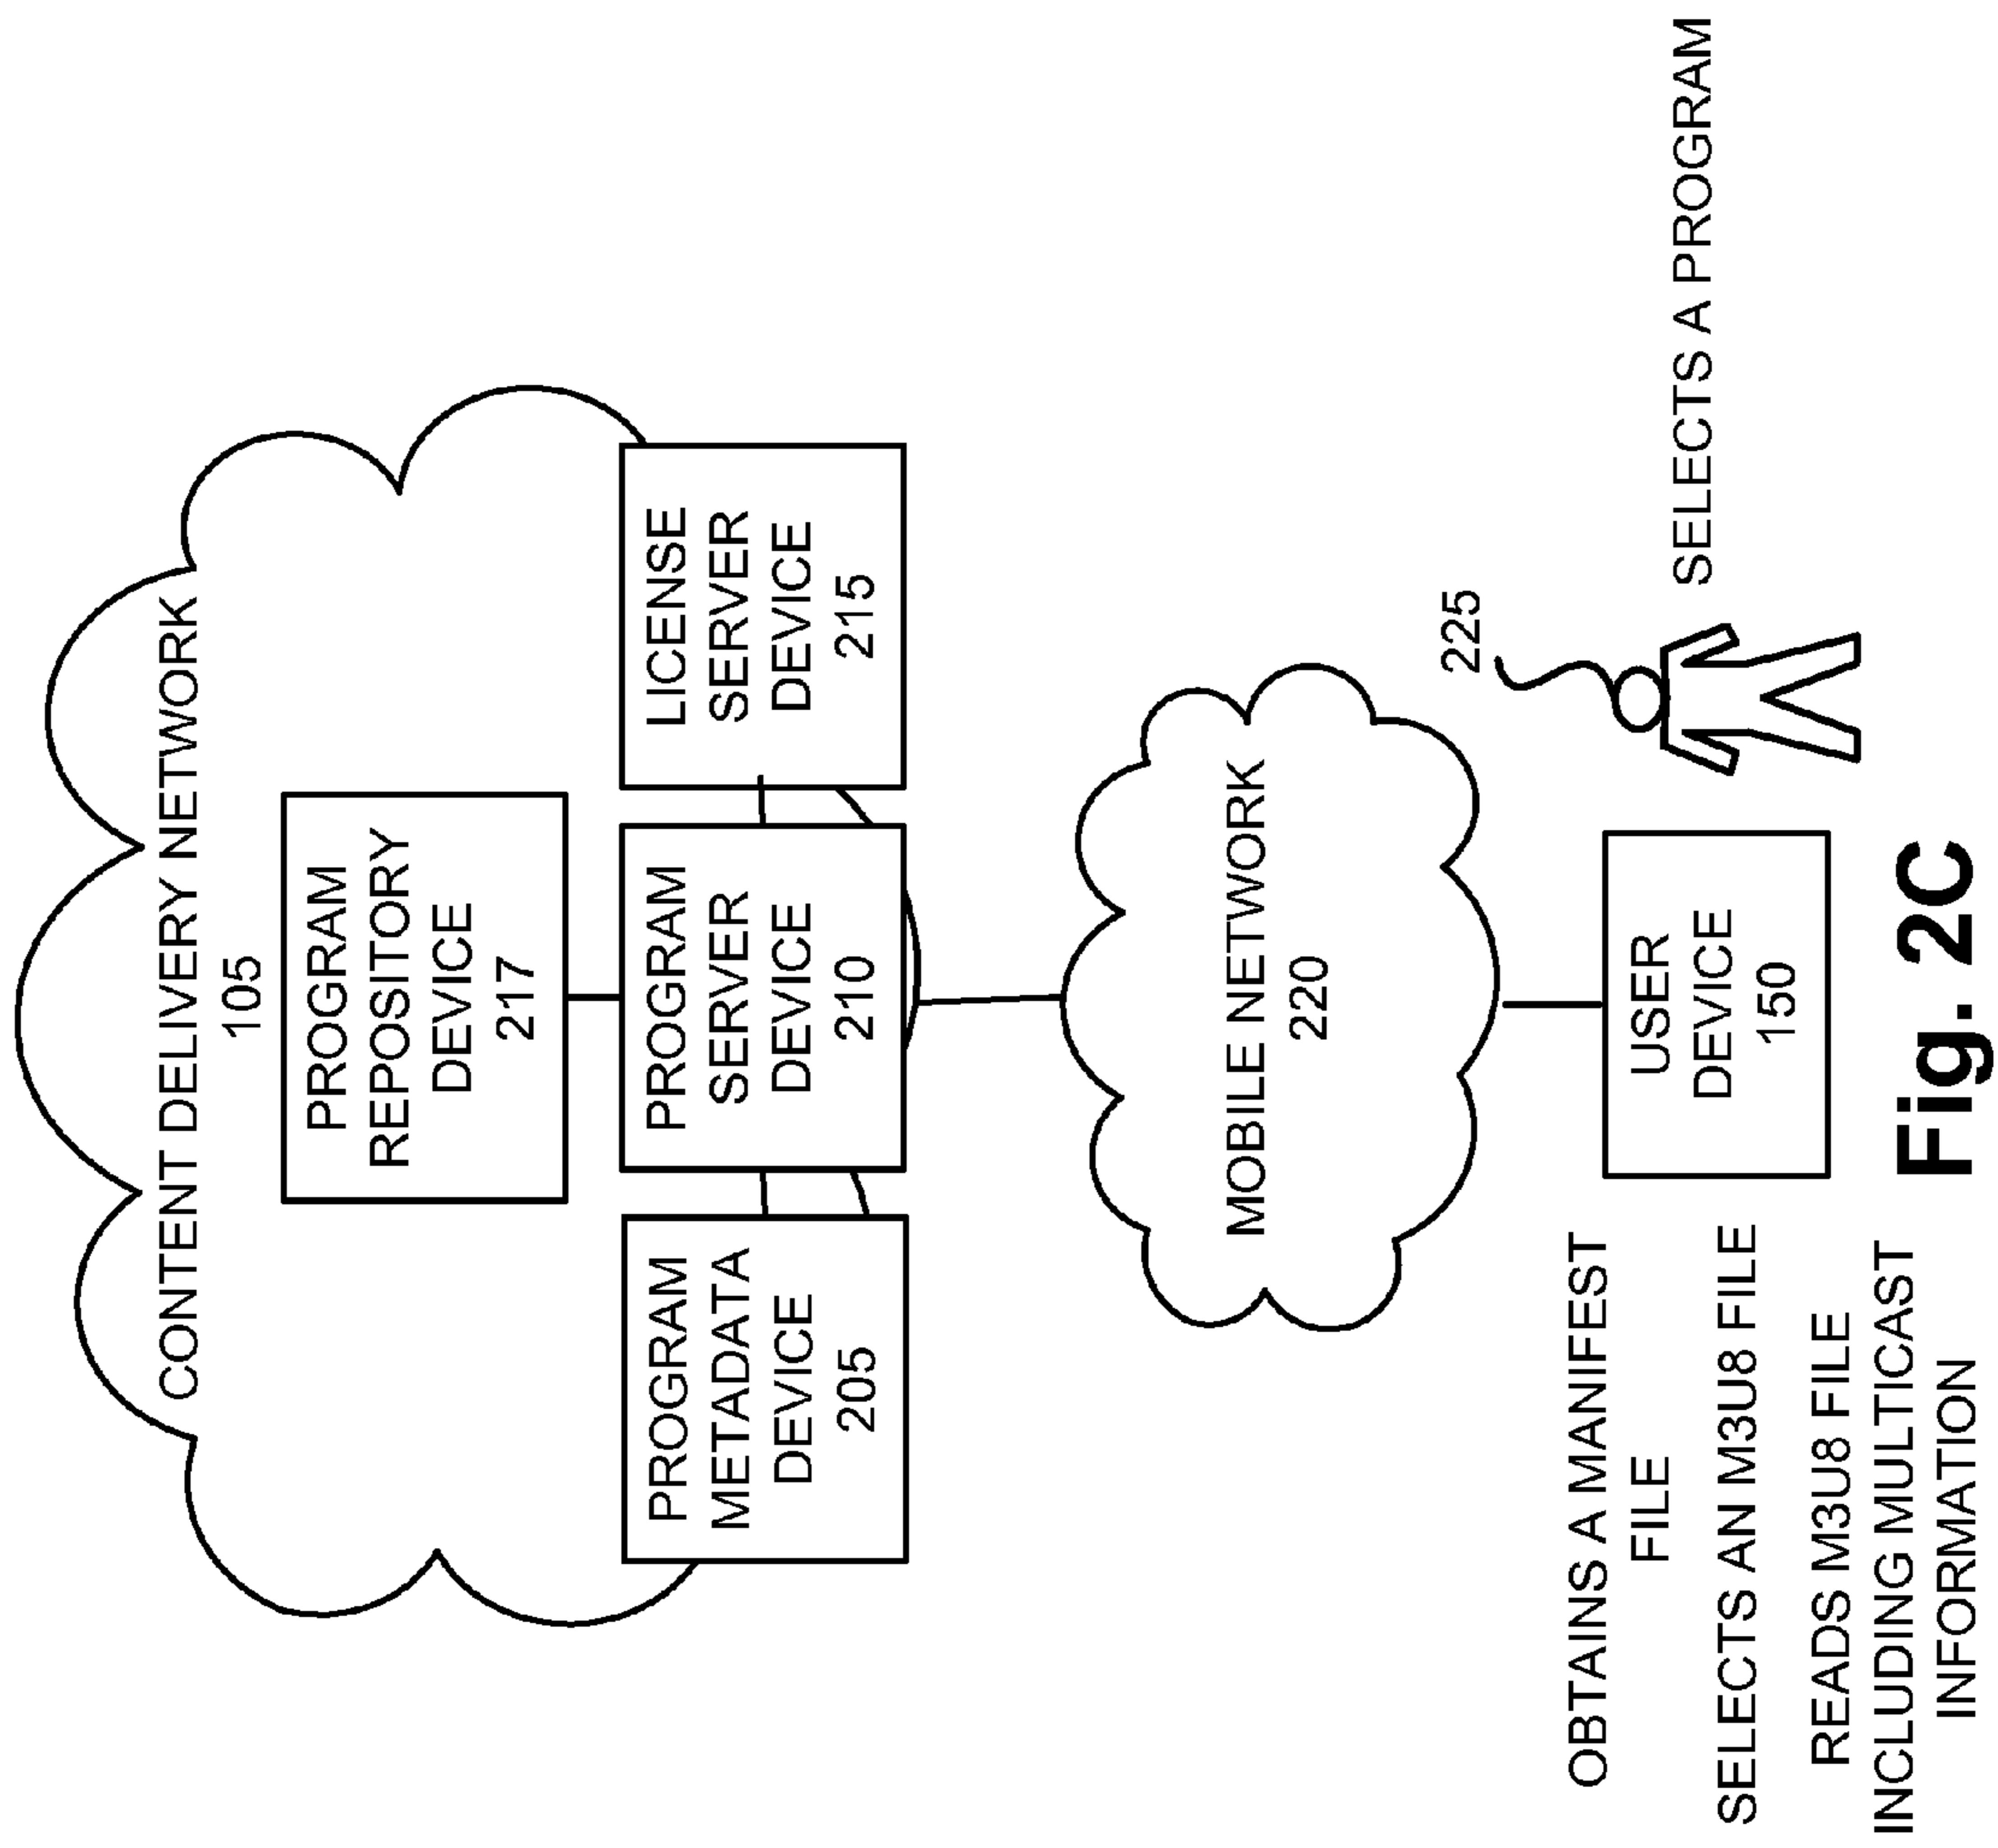 CONTENT DELIVERY NETWORK
105
PROGRAM
REPOSITORY
DEVICE
217
PROGRAM
METADATA
DEVICE
205
PROGRAM
SERVER
DEVICE
210
LICENSE
SERVER
DEVICE
215
MOBILE NETWORK
220
225
OBTAINS A MANIFEST
FILE
SELECTS AN M3U8 FILE
READS M3U8 FILE
INCLUDING MULTICAST
INFORMATION
USER
DEVICE
150
SELECTS A PROGRAM
Fig. 2C